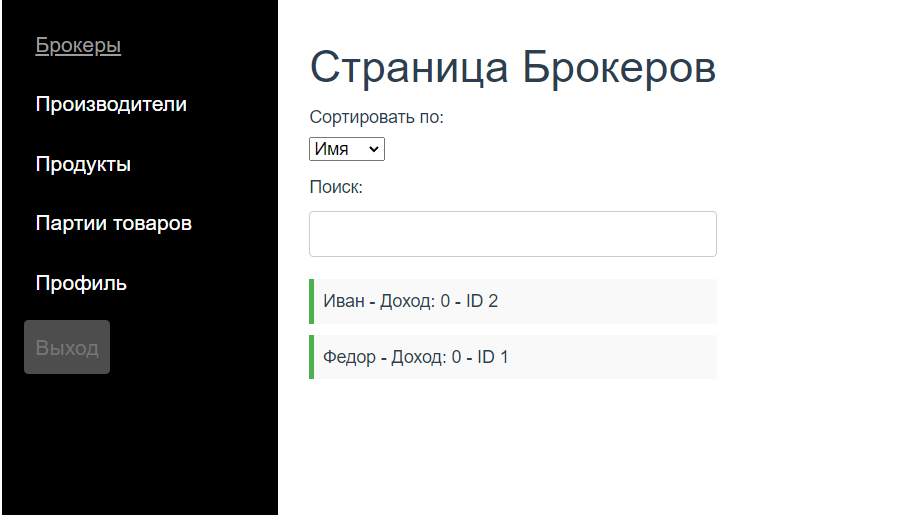 Брокеры
Производители
Продукты
Партии товаров
Профиль
Выход
Страница Брокеров
Сортировать по:
Имя
Поиск:
Иван - Доход: 0 - ID 2
Федор - Доход: 0 - ID 1